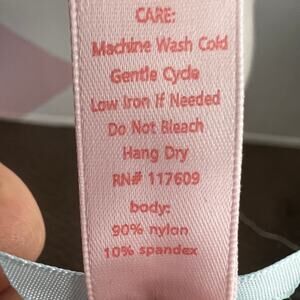 CARE:
Machine Wash Cold
Gentle Cycle
Low Iron If Needed
Do Not Bleach
Hang Dry
RN# 117609
body:
90% nylon
10% spandex